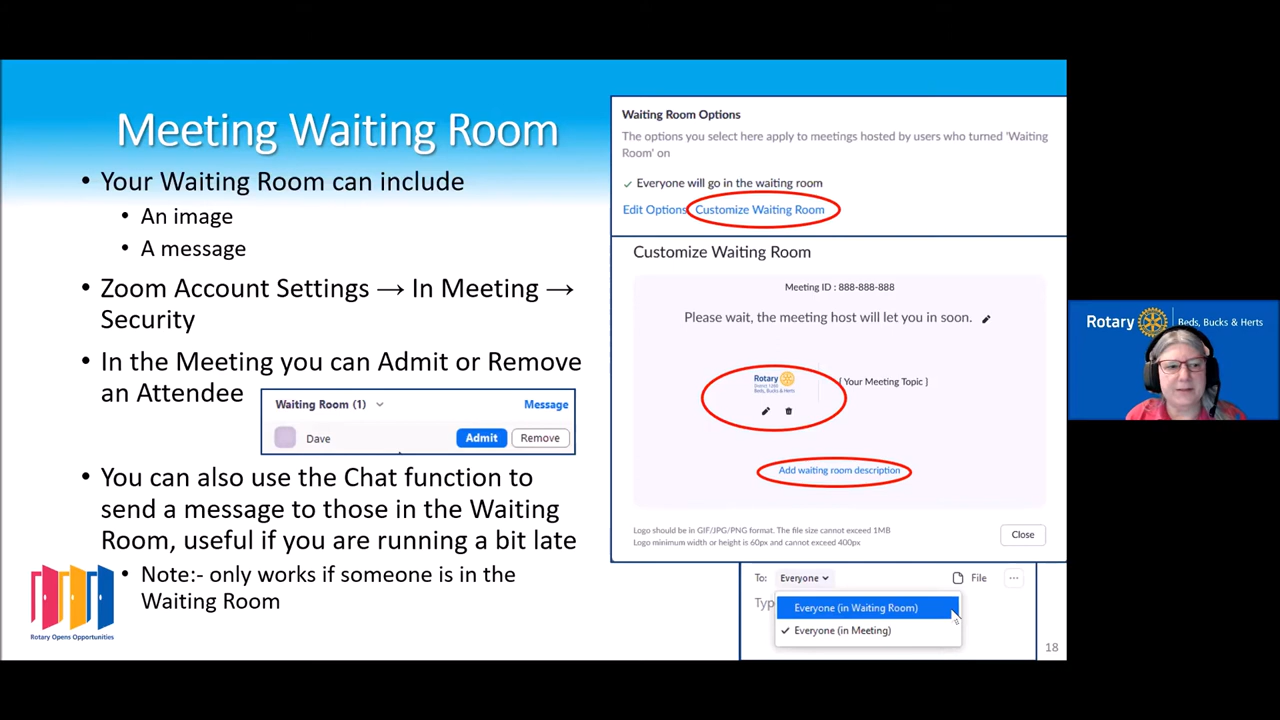 Meeting Waiting Room
• Your Waiting Room can include
• An image
• A message
• Zoom Account Settings → In Meeting →
Security
• In the Meeting you can Admit or Remove
an Attendee
Waiting Room (1)
Message
Dave
Admit
Remove
• You can also use the Chat function to
send a message to those in the Waiting
Room, useful if you are running a bit late
• Note:- only works if someone is in the
Waiting Room
Rotary Opens Opportunities
Waiting Room Options
The options you select here apply to meetings hosted by users who turned 'Waiting
Room' on
✓ Everyone will go in the waiting room
Edit Options Customize Waiting Room
Customize Waiting Room
Meeting ID : 888-888-888
Please wait, the meeting host will let you in soon.
Rotary
Beds, Bucks & Herts
[ Your Meeting Topic ]
Add waiting room description
Logo should be in GIF/JPG/PNG format. The file size cannot exceed 1MB
Logo minimum width or height is 60px and cannot exceed 400px
Close
To: Everyone
File
...
Typ
Everyone (in Waiting Room)
✓ Everyone (in Meeting)
18
Rotary
Beds, Bucks & Herts